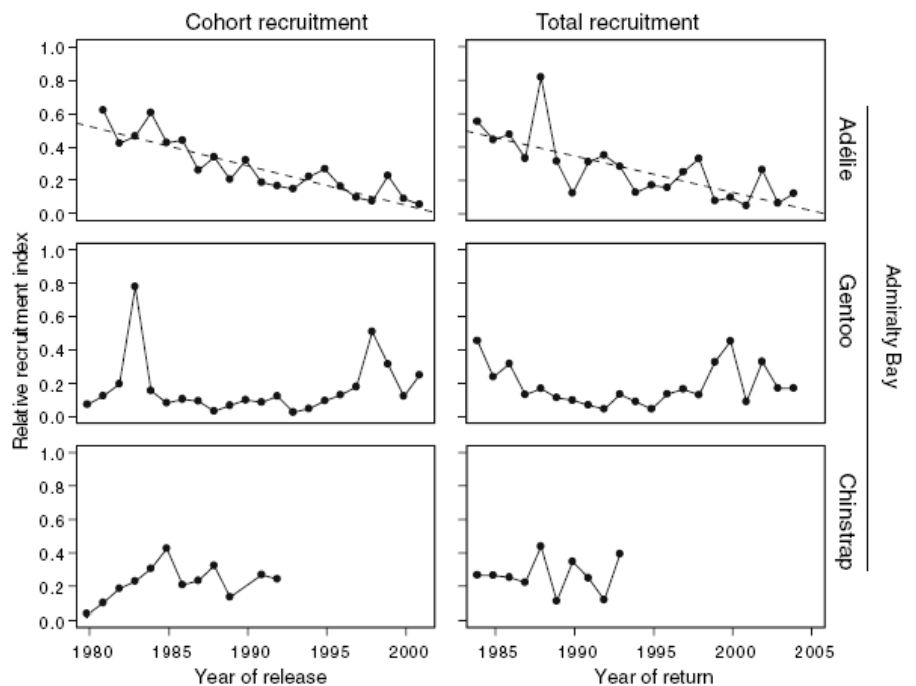 Cohort recruitment
Total recruitment
1.0
0.8
0.6
0.4
0.2
0.0
Adélie
1.0
0.8
0.6
0.4
0.2
0.0
Gentoo
1.0
0.8
0.6
0.4
0.2
0.0
Chinstrap
Relative recruitment index
Admiralty Bay
1980 1985 1990 1995 2000
1985 1990 1995 2000 2005
Year of release
Year of return